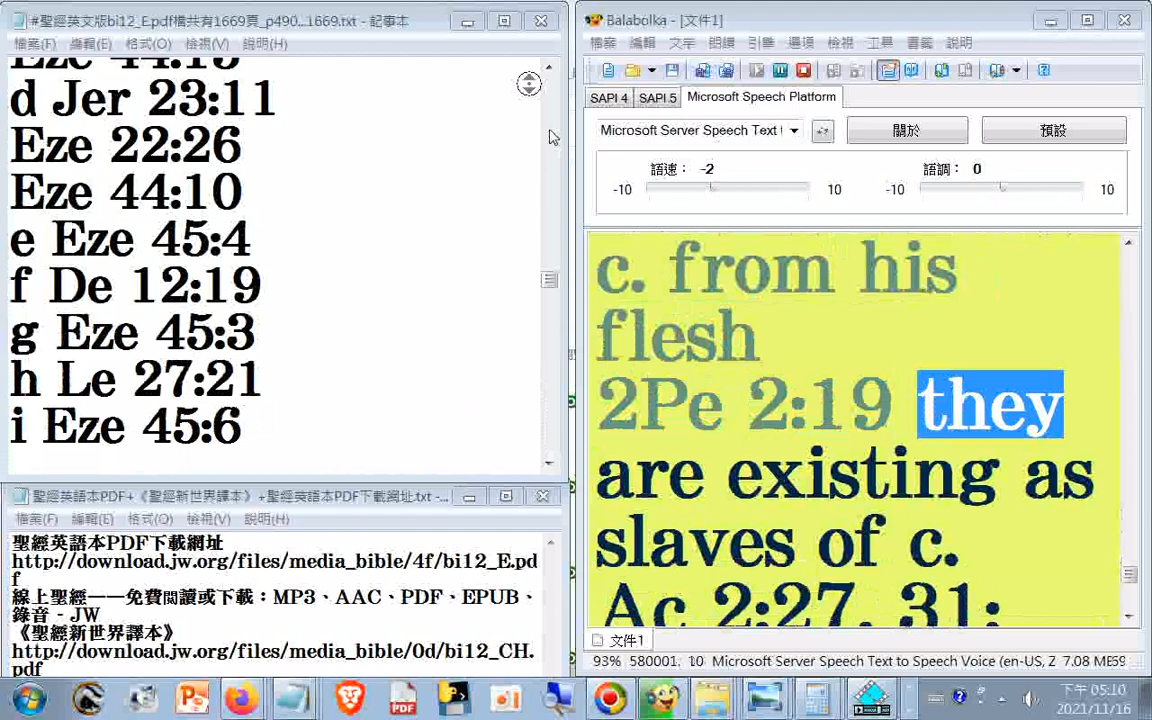 #聖經英文版bi12_E.pdf橫共有1669頁_p490...1669.txt - 記事本
檔案(F) 編輯(E) 格式(O) 檢視(V) 說明(H)
Eze 44:13
d Jer 23:11
Eze 22:26
Eze 44:10
e Eze 45:4
f De 12:19
g Eze 45:3
h Le 27:21
i Eze 45:6
聖經英語本PDF+《聖經新世界譯本》+聖經英語本PDF下載網址.txt -...
檔案(F) 編輯(E) 格式(O) 檢視(V) 說明(H)
聖經英語本PDF下載網址
http://download.jw.org/files/media_bible/4f/bi12_E.pd
f
線上聖經——免費閱讀或下載：MP3、AAC、PDF、EPUB、
錄音 - JW
《聖經新世界譯本》
http://download.jw.org/files/media_bible/0d/bi12_CH.
pdf
Balabolka - [文件1]
檔案 編輯 文字 朗讀 引擎 選項 檢視 工具 書籤 說明
SAPI 4 SAPI 5 Microsoft Speech Platform
Microsoft Server Speech Text 關於 預設
語速： -2 語調： 0
-10 10 -10 10
c. from his
flesh
2Pe 2:19 they
are existing as
slaves of c.
Ac 2:27, 31;
文件1
93% 580001, 10 Microsoft Server Speech Text to Speech Voice (en-US, Z 7.08 ME59
下午 05:10
2021/11/16